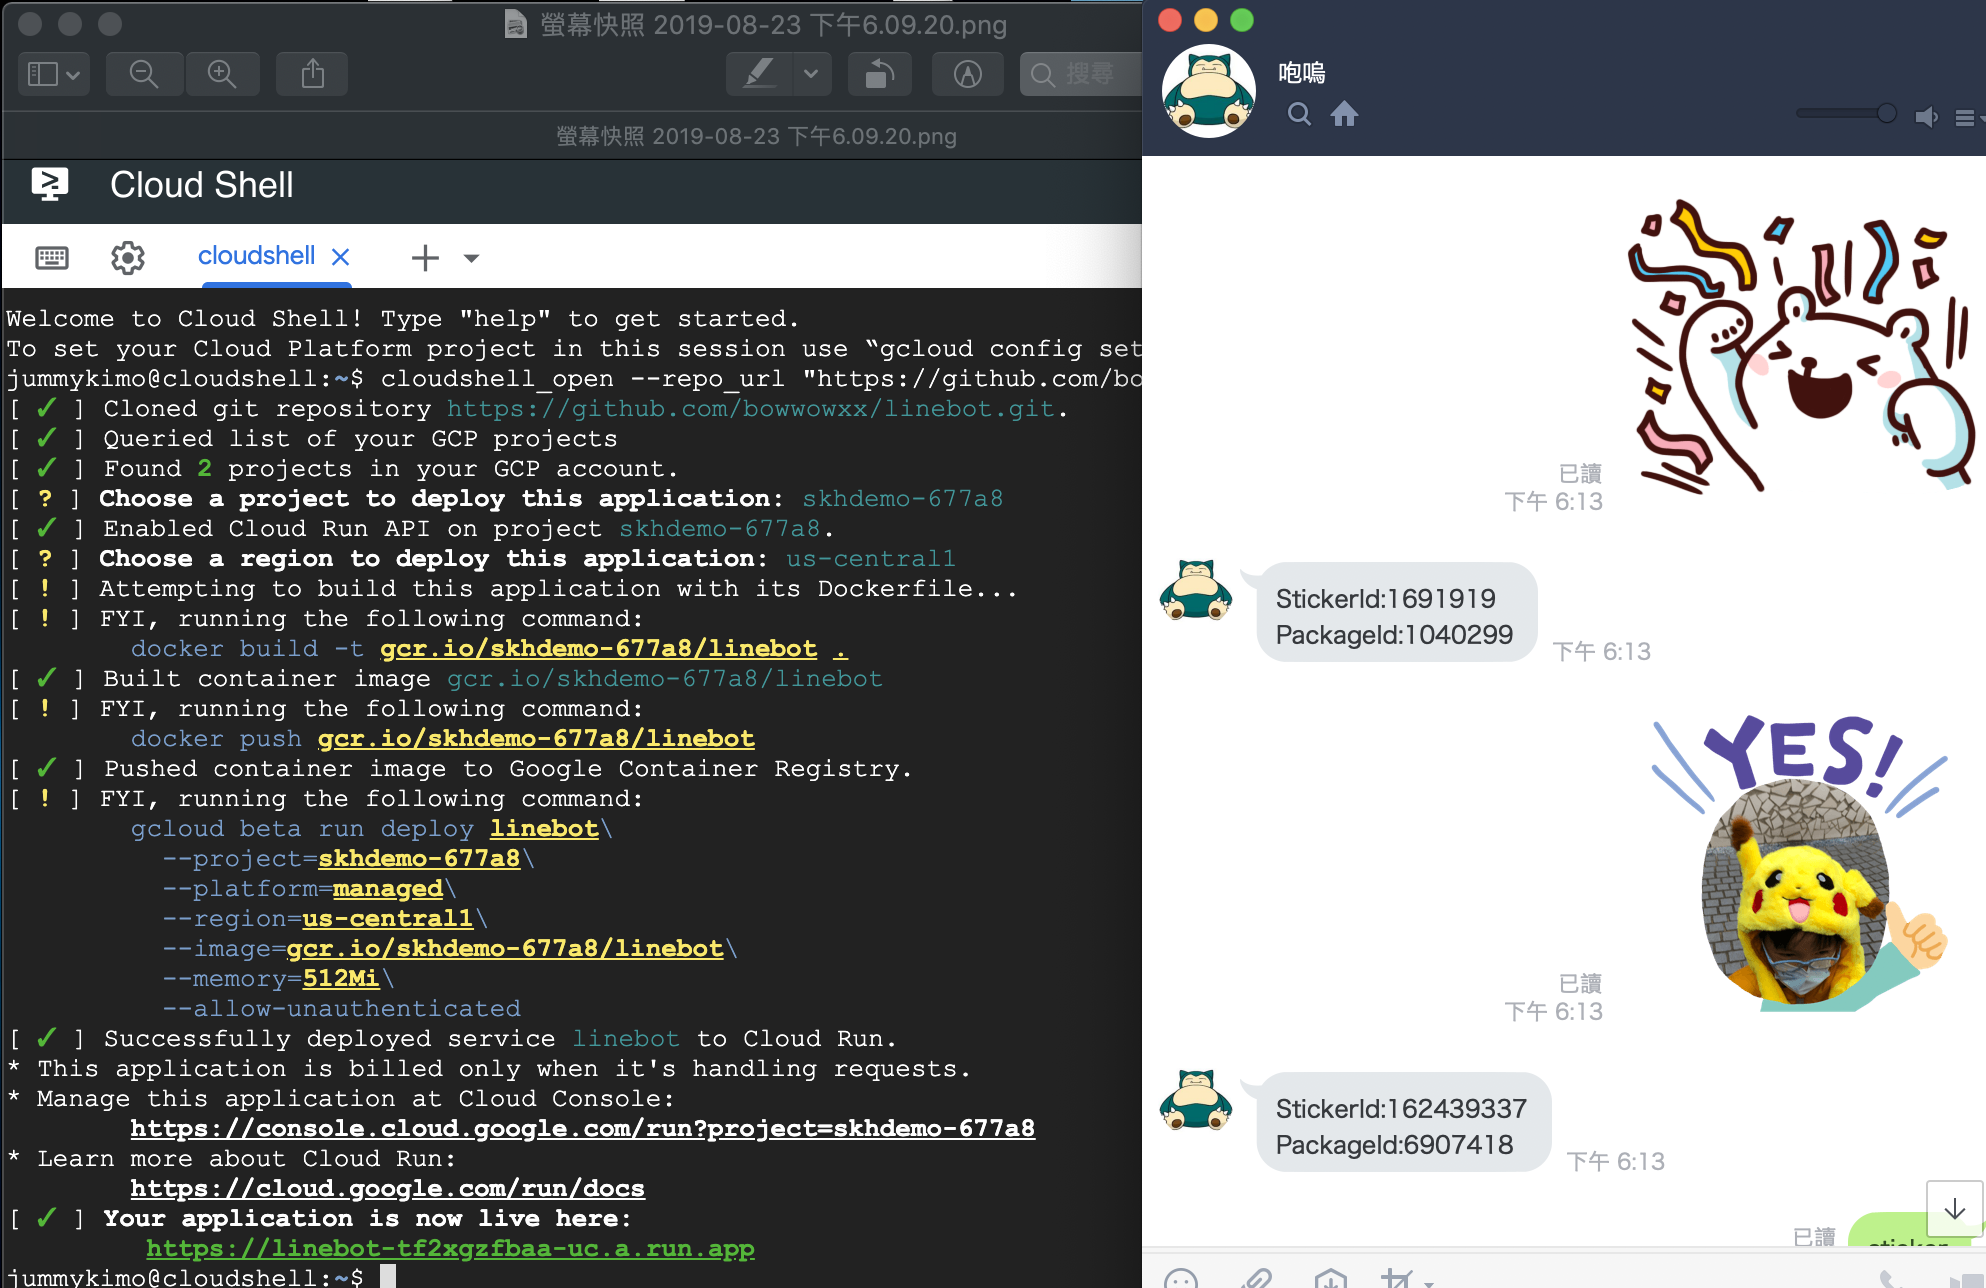 螢幕快照 2019-08-23 下午6.09.20.png
搜尋
螢幕快照 2019-08-23 下午6.09.20.png
Cloud Shell
cloudshell
Welcome to Cloud Shell! Type "help" to get started.
To set your Cloud Platform project in this session use “gcloud config set
jummykimo@cloudshell:~$ cloudshell_open --repo_url "https://github.com/bo
[ ✓ ] Cloned git repository https://github.com/bowwowxx/linebot.git.
[ ✓ ] Queried list of your GCP projects
[ ✓ ] Found 2 projects in your GCP account.
[ ? ] Choose a project to deploy this application: skhdemo-677a8
[ ✓ ] Enabled Cloud Run API on project skhdemo-677a8.
[ ? ] Choose a region to deploy this application: us-central1
[ ! ] Attempting to build this application with its Dockerfile...
[ ! ] FYI, running the following command:
docker build -t gcr.io/skhdemo-677a8/linebot .
[ ✓ ] Built container image gcr.io/skhdemo-677a8/linebot
[ ! ] FYI, running the following command:
docker push gcr.io/skhdemo-677a8/linebot
[ ✓ ] Pushed container image to Google Container Registry.
[ ! ] FYI, running the following command:
gcloud beta run deploy linebot\
--project=skhdemo-677a8\
--platform=managed\
--region=us-central1\
--image=gcr.io/skhdemo-677a8/linebot\
--memory=512Mi\
--allow-unauthenticated
[ ✓ ] Successfully deployed service linebot to Cloud Run.
* This application is billed only when it's handling requests.
* Manage this application at Cloud Console:
https://console.cloud.google.com/run?project=skhdemo-677a8
* Learn more about Cloud Run:
https://cloud.google.com/run/docs
[ ✓ ] Your application is now live here:
https://linebot-tf2xgzfbaa-uc.a.run.app
jummykimo@cloudshell:~$
咆嗚
已讀
下午 6:13
StickerId:1691919
PackageId:1040299
下午 6:13
YES!
已讀
下午 6:13
StickerId:162439337
PackageId:6907418
下午 6:13
已讀
sticker